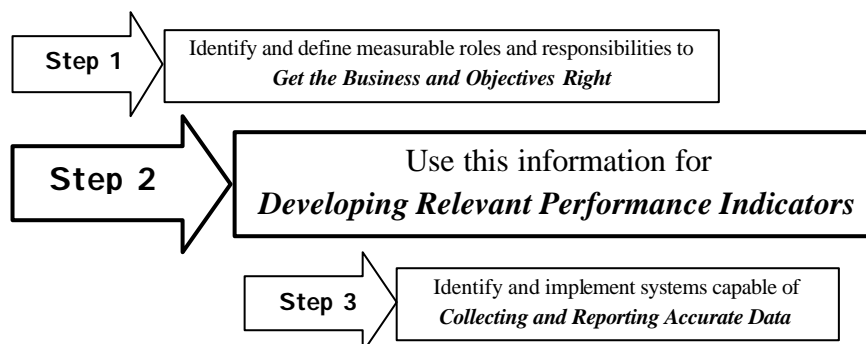 Step 1
Identify and define measurable roles and responsibilities to
Get the Business and Objectives Right
Step 2
Use this information for
Developing Relevant Performance Indicators
Step 3
Identify and implement systems capable of
Collecting and Reporting Accurate Data